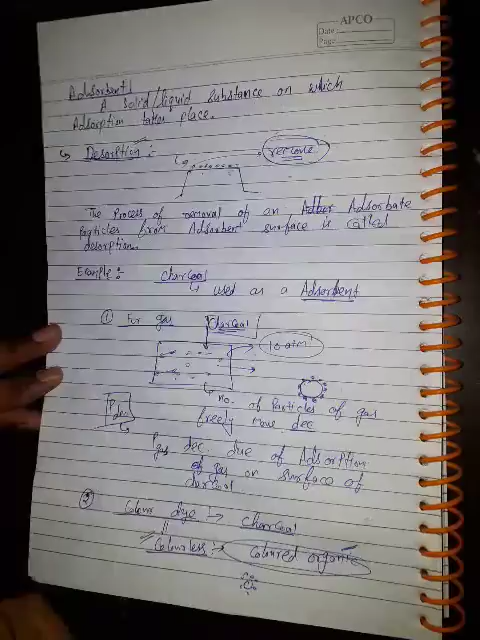 APCO
Date
Page
Adsorbent
A solid/liquid substance on which
Adsorption taken place.
Desorption :
remove
The Process of removal of an Adsorbate
Particles from Adsorbent surface is called
desorption.
Example : charcoal
used as a Adsorbent
① For gas
charcoal
10 atm
no. of Particles of gas
freely move dec
P dec
P gas dec. due of Adsorption
of gas on surface of
charcoal
② Colour dye → charcoal
Colourless :→ Coloured organic